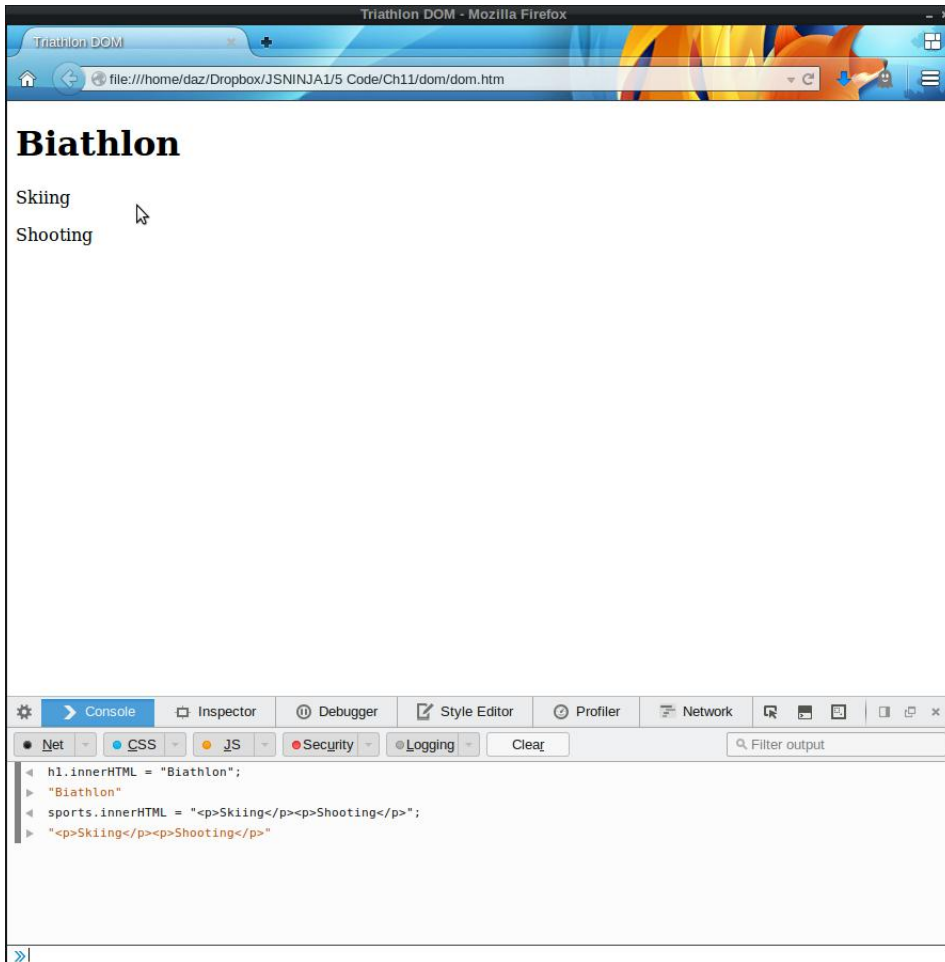 Triathlon DOM - Mozilla Firefox
Triathlon DOM
file:///home/daz/Dropbox/JSNINJA1/5 Code/Ch11/dom/dom.htm
Biathlon
Skiing
Shooting
Console Inspector Debugger Style Editor Profiler Network
Net CSS JS Security Logging Clear Filter output
h1.innerHTML = "Biathlon";
"Biathlon"
sports.innerHTML = "<p>Skiing</p><p>Shooting</p>";
"<p>Skiing</p><p>Shooting</p>"